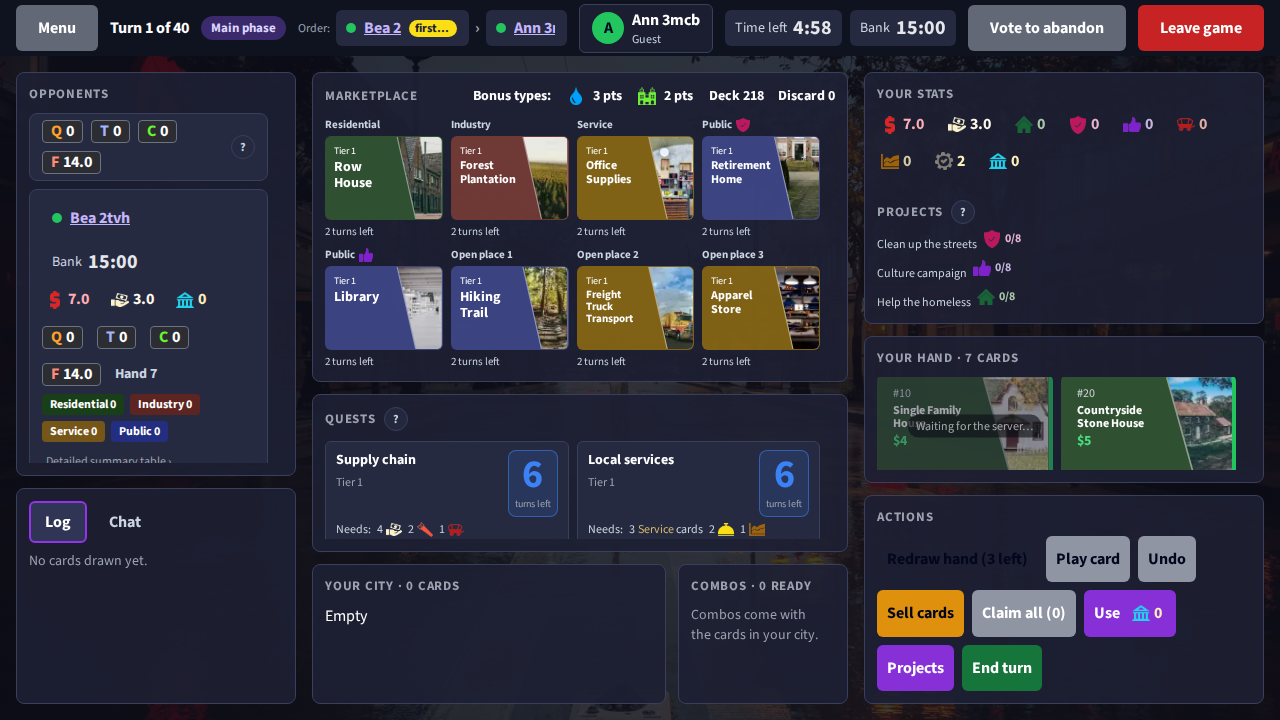 Menu
Turn 1 of 40
Main phase
Order:
Bea 2
first…
›
Ann 3
A
Ann 3mcb
Guest
Time left 4:58
Bank 15:00
Vote to abandon
Leave game
OPPONENTS
Q 0 T 0 C 0
F 14.0
?
Bea 2tvh
Bank 15:00
7.0 3.0 0
Q 0 T 0 C 0
F 14.0 Hand 7
Residential 0 Industry 0
Service 0 Public 0
Detailed summary table ›
Log Chat
No cards drawn yet.
MARKETPLACE
Bonus types: 3 pts 2 pts Deck 218 Discard 0
Residential Industry Service Public
Tier 1
Row
House
Tier 1
Forest
Plantation
Tier 1
Office
Supplies
Tier 1
Retirement
Home
2 turns left 2 turns left 2 turns left 2 turns left
Public Open place 1 Open place 2 Open place 3
Tier 1
Library
Tier 1
Hiking
Trail
Tier 1
Freight
Truck
Transport
Tier 1
Apparel
Store
2 turns left 2 turns left 2 turns left 2 turns left
QUESTS ?
Supply chain
Tier 1
6
turns left
Needs: 4 2 1
Local services
Tier 1
6
turns left
Needs: 3 Service cards 2 1
YOUR CITY · 0 CARDS
Empty
COMBOS · 0 READY
Combos come with
the cards in your city.
YOUR STATS
$ 7.0 3.0 0 0 0 0
0 2 0
PROJECTS ?
Clean up the streets 0/8
Culture campaign 0/8
Help the homeless 0/8
YOUR HAND · 7 CARDS
#10
Single Family
$4
Waiting for the server…
#20
Countryside
Stone House
$5
ACTIONS
Redraw hand (3 left)
Play card
Undo
Sell cards
Claim all (0)
Use 0
Projects
End turn